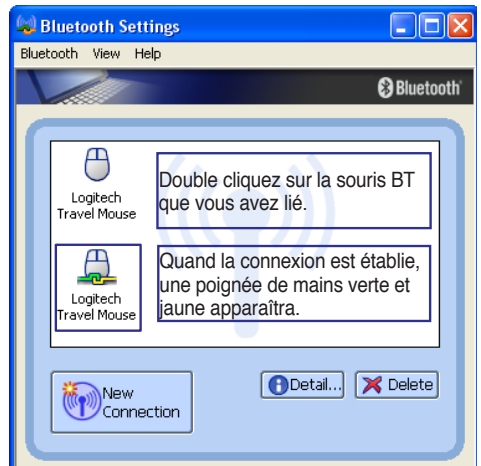 Bluetooth Settings
Bluetooth View Help
Bluetooth
Logitech
Travel Mouse
Double cliquez sur la souris BT
que vous avez lié.
Logitech
Travel Mouse
Quand la connexion est établie,
une poignée de mains verte et
jaune apparaîtra.
New
Connection
Detail...
Delete